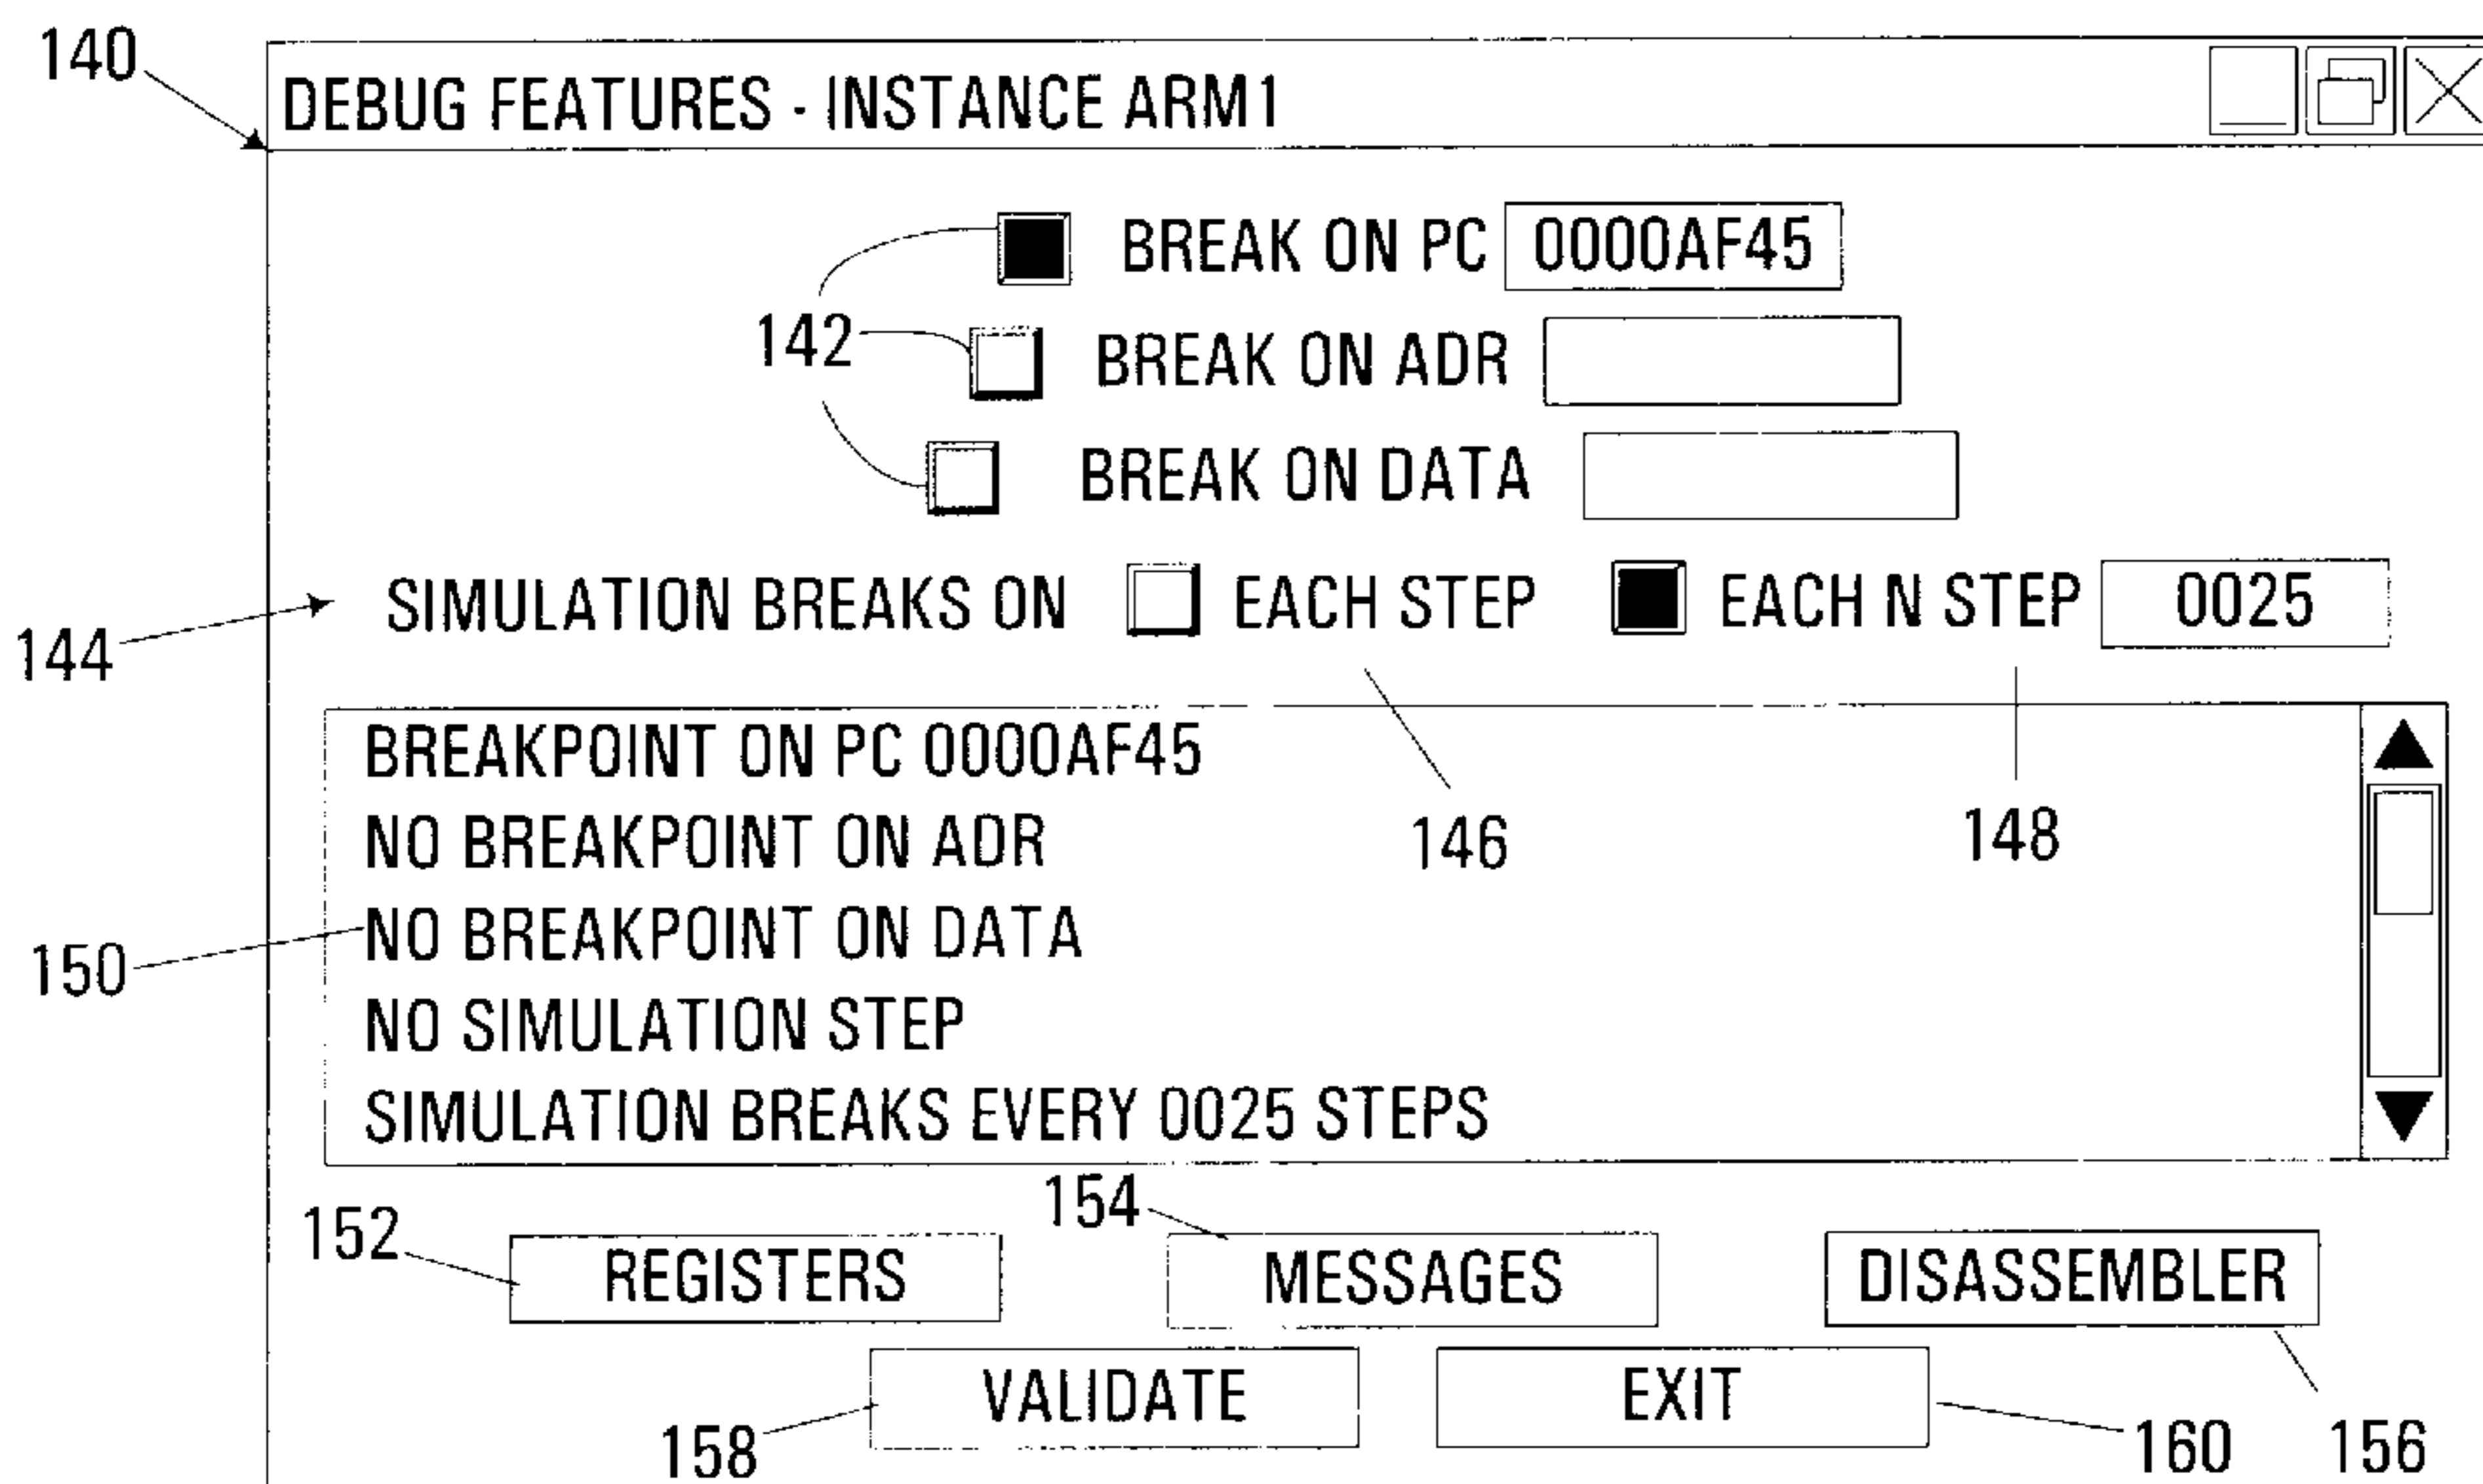 140
DEBUG FEATURES - INSTANCE ARM1
BREAK ON PC 0000AF45
142
BREAK ON ADR
BREAK ON DATA
144
SIMULATION BREAKS ON EACH STEP EACH N STEP 0025
146
148
BREAKPOINT ON PC 0000AF45
NO BREAKPOINT ON ADR
150
NO BREAKPOINT ON DATA
NO SIMULATION STEP
SIMULATION BREAKS EVERY 0025 STEPS
152
REGISTERS
154
MESSAGES
DISASSEMBLER
VALIDATE
EXIT
158
160
156